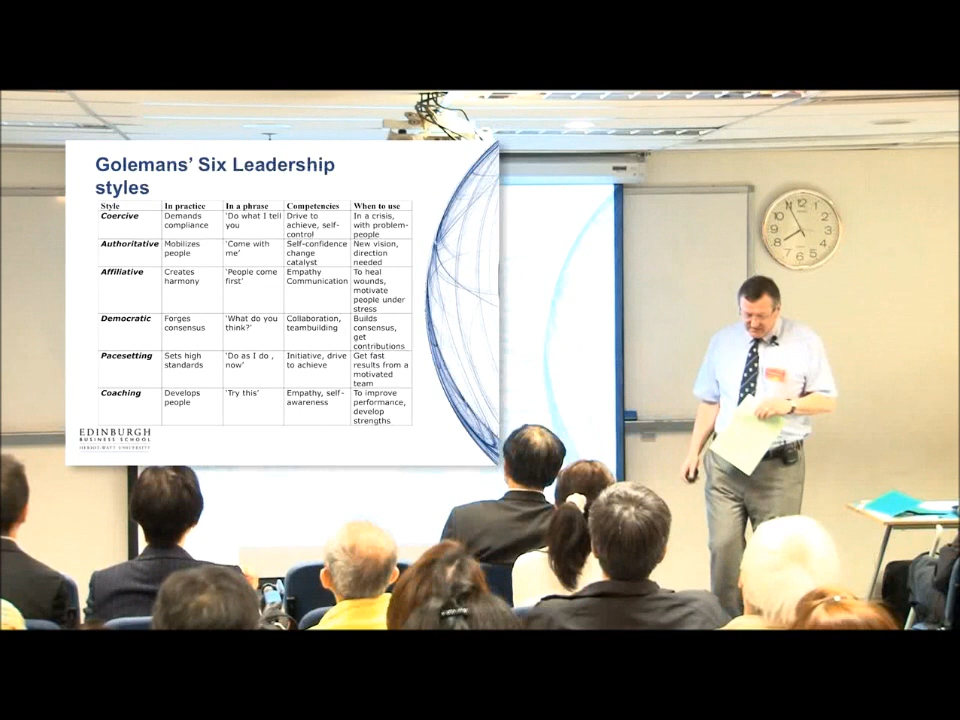 Golemans’ Six Leadership
styles
Style In practice In a phrase Competencies When to use
Coercive Demands compliance ‘Do what I tell you Drive to achieve, self-control In a crisis, with problem-people
Authoritative Mobilizes people ‘Come with me’ Self-confidence change catalyst New vision, direction needed
Affiliative Creates harmony ‘People come first’ Empathy Communication To heal wounds, motivate people under stress
Democratic Forges consensus ‘What do you think?’ Collaboration, teambuilding Builds consensus, get contributions
Pacesetting Sets high standards ‘Do as I do , now’ Initiative, drive to achieve Get fast results from a motivated team
Coaching Develops people ‘Try this’ Empathy, self-awareness To improve performance, develop strengths
EDINBURGH
BUSINESS SCHOOL
HERIOT-WATT UNIVERSITY
12
1
2
3
4
5
6
7
8
9
10
11